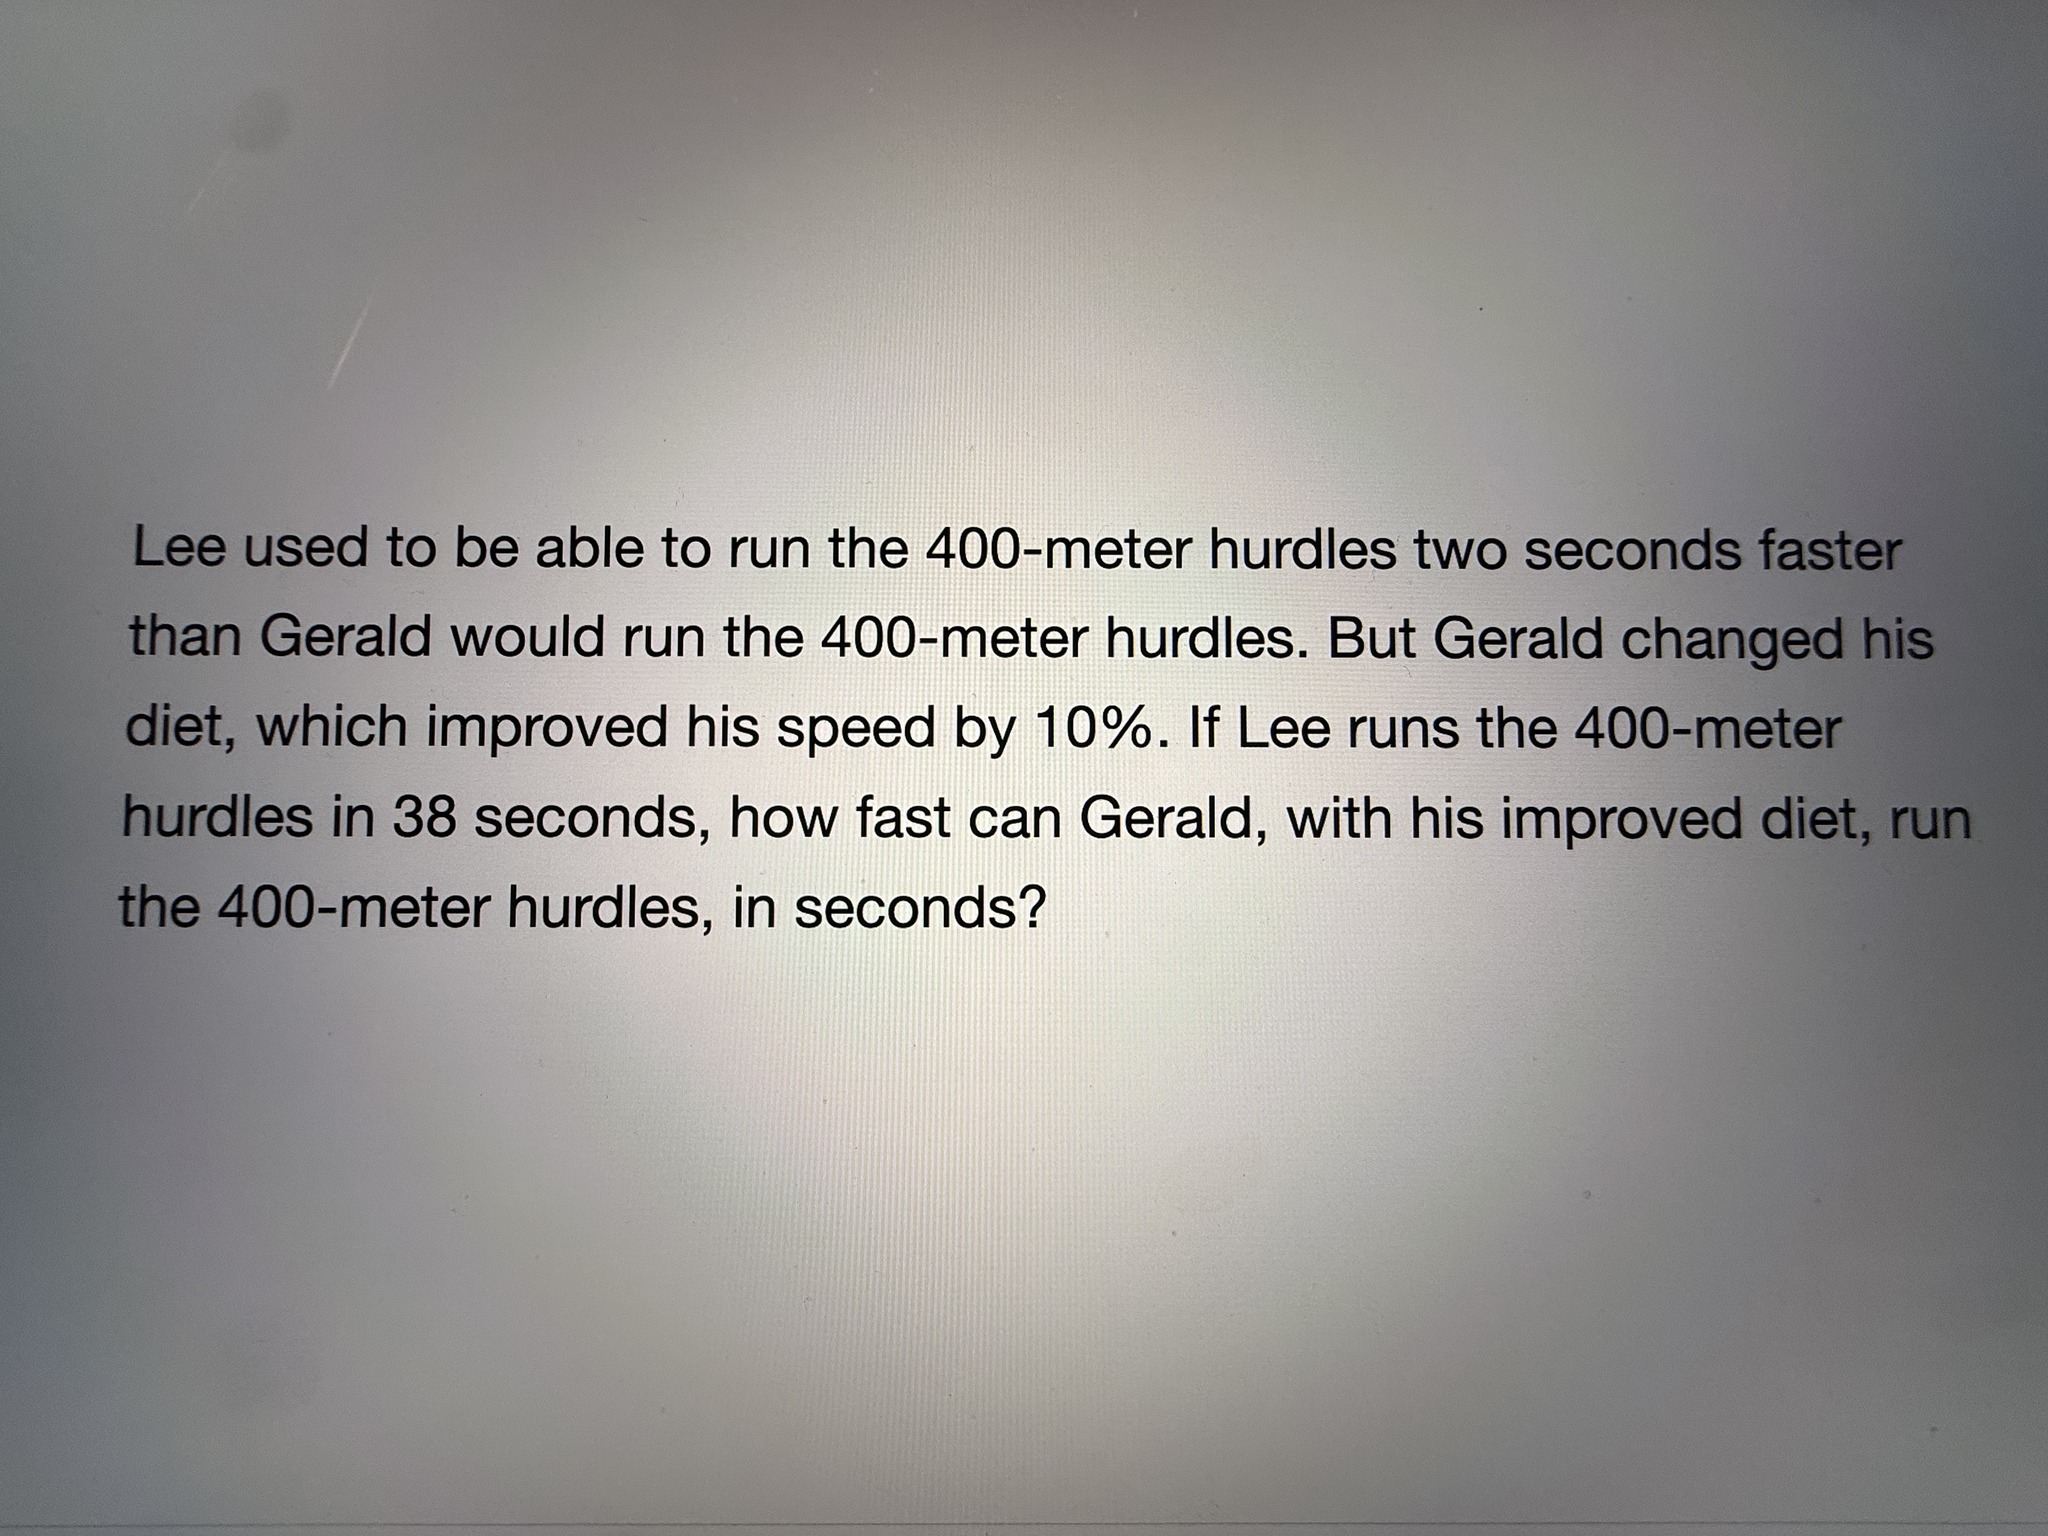 Lee used to be able to run the 400-meter hurdles two seconds faster
than Gerald would run the 400-meter hurdles. But Gerald changed his
diet, which improved his speed by 10%. If Lee runs the 400-meter
hurdles in 38 seconds, how fast can Gerald, with his improved diet, run
the 400-meter hurdles, in seconds?